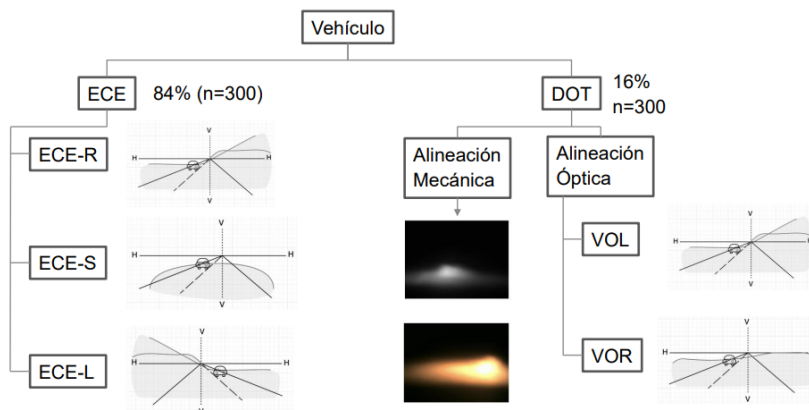 Vehículo
ECE
84% (n=300)
DOT
16%
n=300
ECE-R
V
H
H
V
Alineación
Mecánica
Alineación
Óptica
ECE-S
V
H
H
V
VOL
V
H
H
V
ECE-L
V
H
H
V
VOR
V
H
H
V